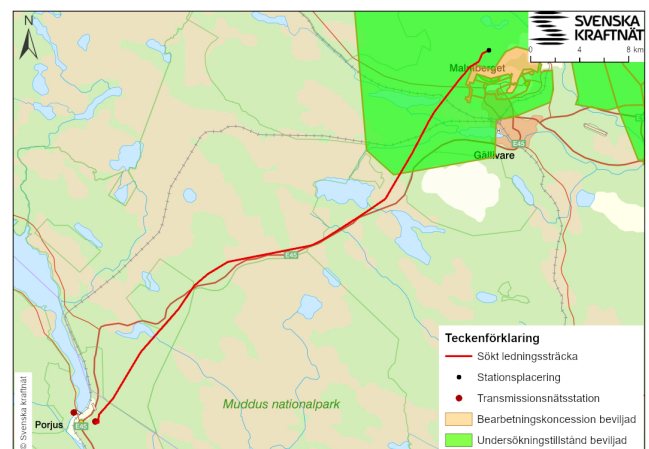 N
SVENSKA
KRAFTNÄT
0 4 8 km
Malmberget
E45
Gällivare
E45
Muddus nationalpark
Porjus
E45
© Svenska kraftnät
Teckenförklaring
Sökt ledningssträcka
Stationsplacering
Transmissionsnätsstation
Bearbetningskoncession beviljad
Undersökningstillstånd beviljad